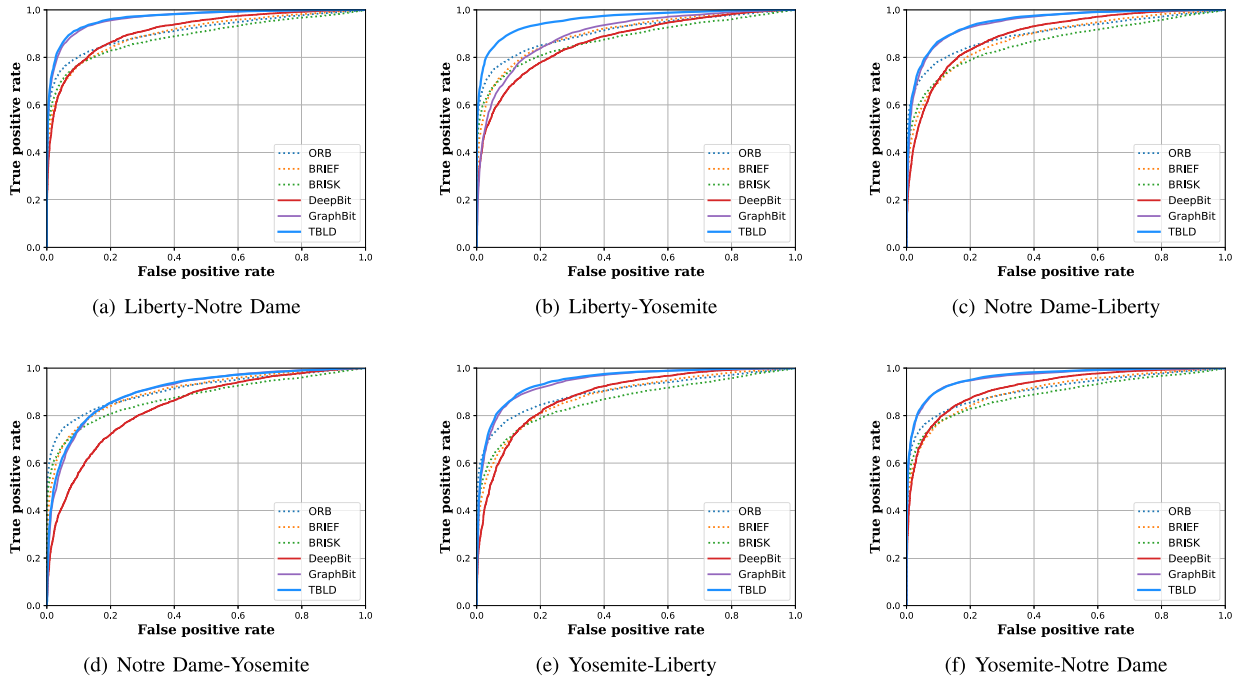 1.0
0.8
0.6
0.4
0.2
0.0
True positive rate
ORB
BRIEF
BRISK
DeepBit
GraphBit
TBLD
0.0 0.2 0.4 0.6 0.8 1.0
False positive rate
(a) Liberty-Notre Dame
1.0
0.8
0.6
0.4
0.2
0.0
True positive rate
ORB
BRIEF
BRISK
DeepBit
GraphBit
TBLD
0.0 0.2 0.4 0.6 0.8 1.0
False positive rate
(b) Liberty-Yosemite
1.0
0.8
0.6
0.4
0.2
0.0
True positive rate
ORB
BRIEF
BRISK
DeepBit
GraphBit
TBLD
0.0 0.2 0.4 0.6 0.8 1.0
False positive rate
(c) Notre Dame-Liberty
1.0
0.8
0.6
0.4
0.2
0.0
True positive rate
ORB
BRIEF
BRISK
DeepBit
GraphBit
TBLD
0.0 0.2 0.4 0.6 0.8 1.0
False positive rate
(d) Notre Dame-Yosemite
1.0
0.8
0.6
0.4
0.2
0.0
True positive rate
ORB
BRIEF
BRISK
DeepBit
GraphBit
TBLD
0.0 0.2 0.4 0.6 0.8 1.0
False positive rate
(e) Yosemite-Liberty
1.0
0.8
0.6
0.4
0.2
0.0
True positive rate
ORB
BRIEF
BRISK
DeepBit
GraphBit
TBLD
0.0 0.2 0.4 0.6 0.8 1.0
False positive rate
(f) Yosemite-Notre Dame